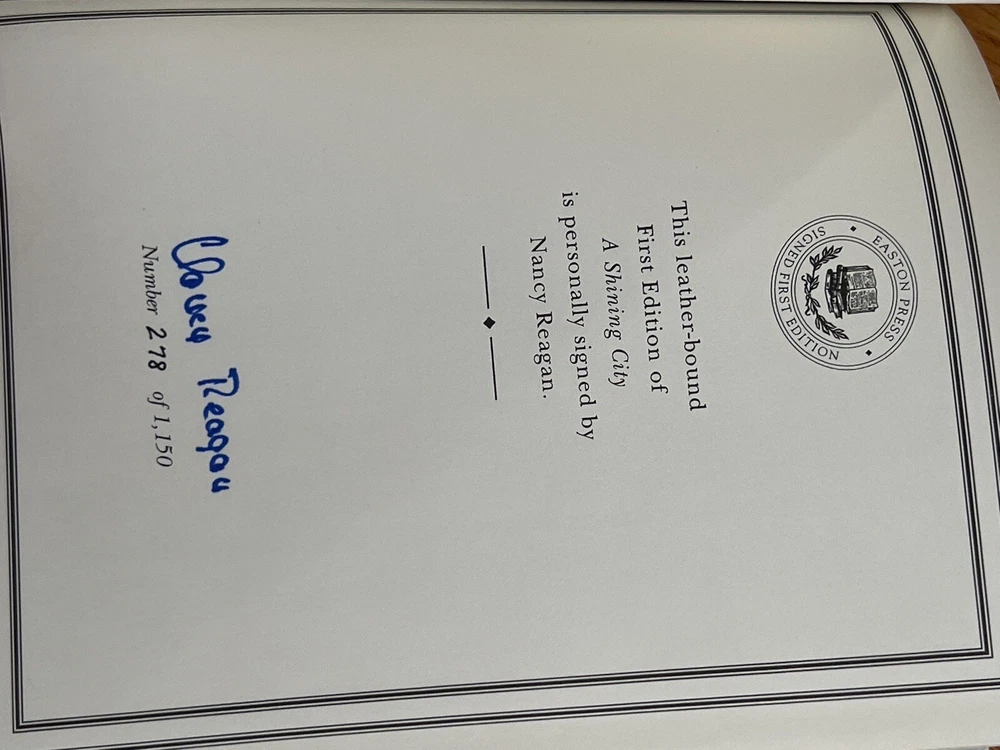 EASTON PRESS
SIGNED FIRST EDITION
This leather-bound
First Edition of
A Shining City
is personally signed by
Nancy Reagan.
Nancy Reagan
Number 278 of 1,150